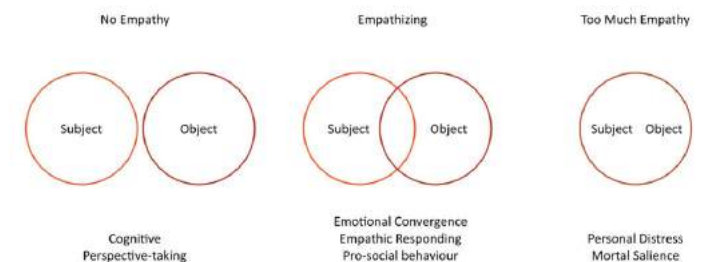 No Empathy
Empathizing
Too Much Empathy
Subject
Object
Subject
Object
Subject Object
Cognitive
Perspective-taking
Emotional Convergence
Empathic Responding
Pro-social behaviour
Personal Distress
Mortal Salience